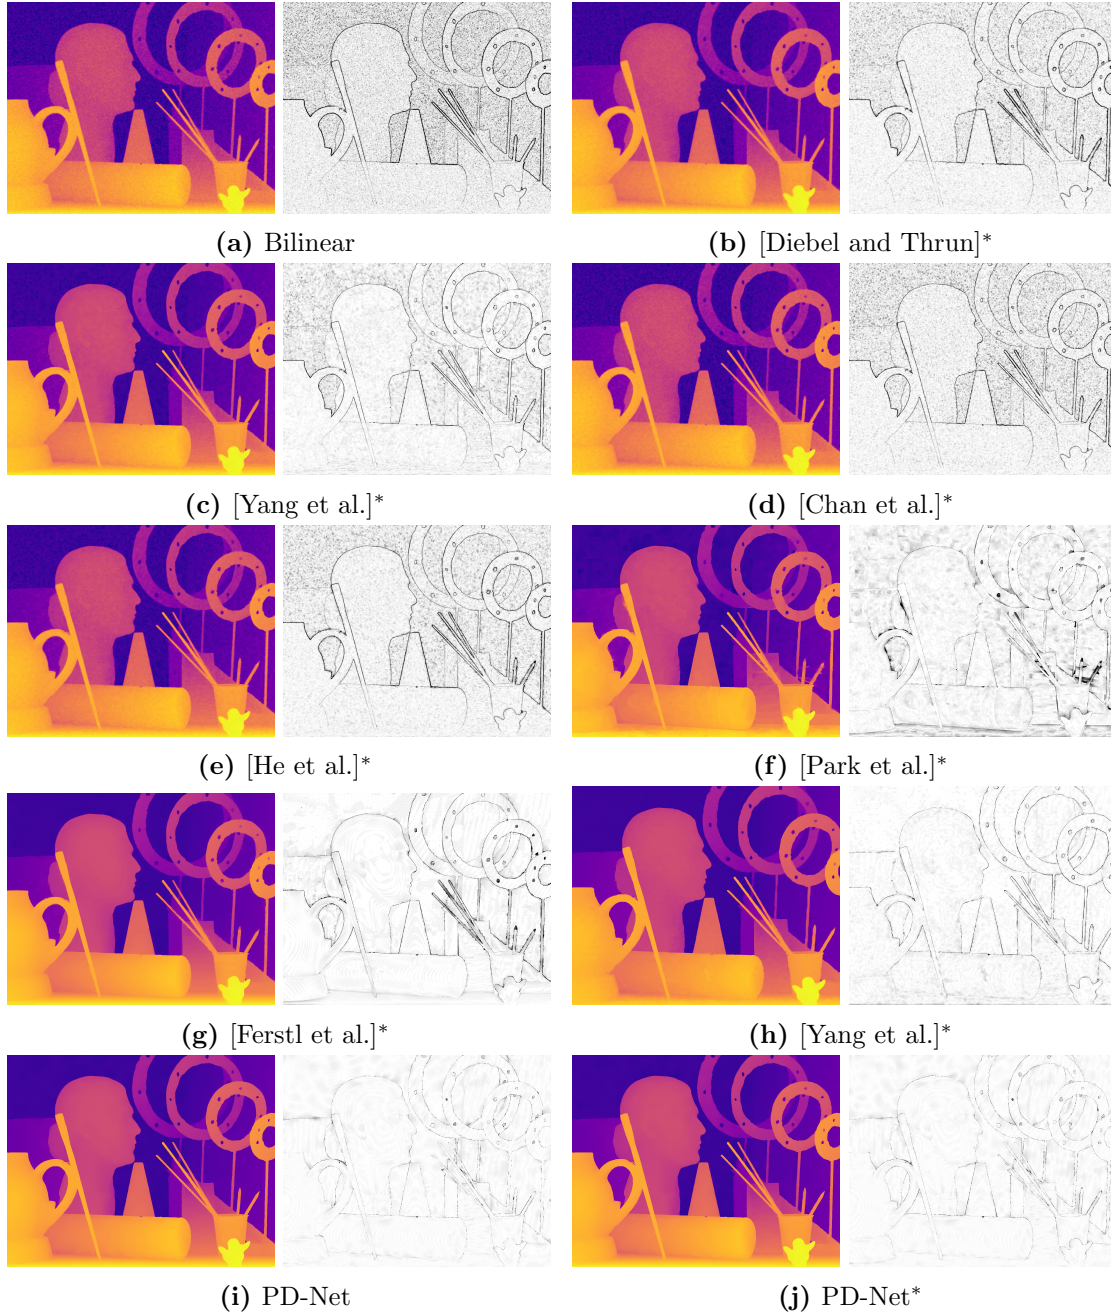 (a) Bilinear
(b) [Diebel and Thrun]*
(c) [Yang et al.]*
(d) [Chan et al.]*
(e) [He et al.]*
(f) [Park et al.]*
(g) [Ferstl et al.]*
(h) [Yang et al.]*
(i) PD-Net
(j) PD-Net*